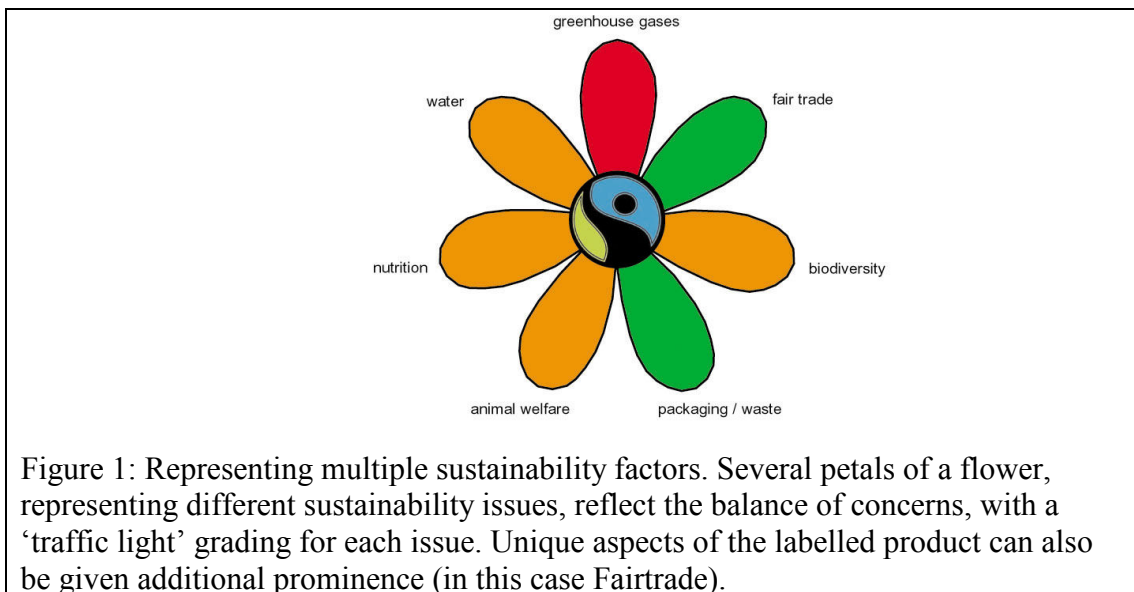 greenhouse gases
water
fair trade
nutrition
biodiversity
animal welfare
packaging / waste
Figure 1: Representing multiple sustainability factors. Several petals of a flower,
representing different sustainability issues, reflect the balance of concerns, with a
‘traffic light’ grading for each issue. Unique aspects of the labelled product can also
be given additional prominence (in this case Fairtrade).